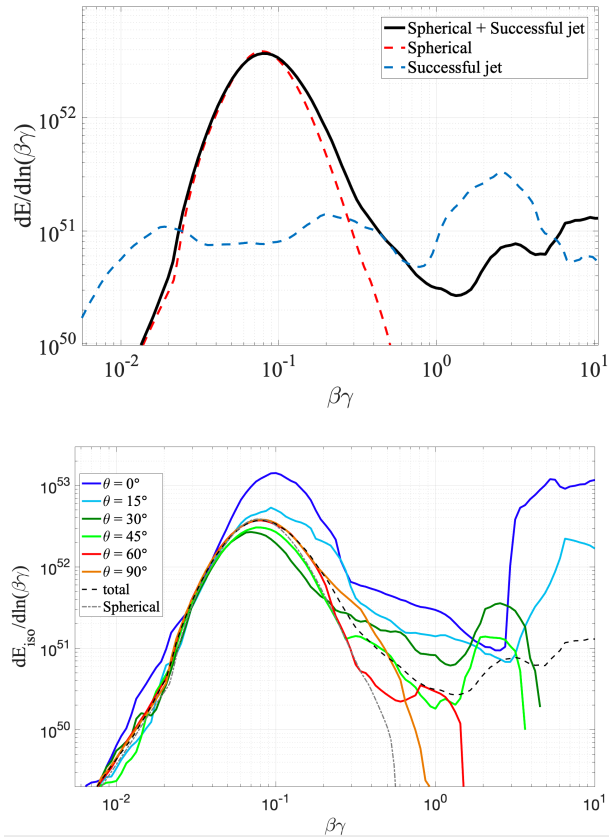 Spherical + Successful jet
Spherical
Successful jet
dE/dln(βγ)
10^52
10^51
10^50
10^-2
10^-1
10^0
10^1
βγ
θ = 0°
θ = 15°
θ = 30°
θ = 45°
θ = 60°
θ = 90°
total
Spherical
dE_iso/dln(βγ)
10^53
10^52
10^51
10^50
10^-2
10^-1
10^0
10^1
βγ